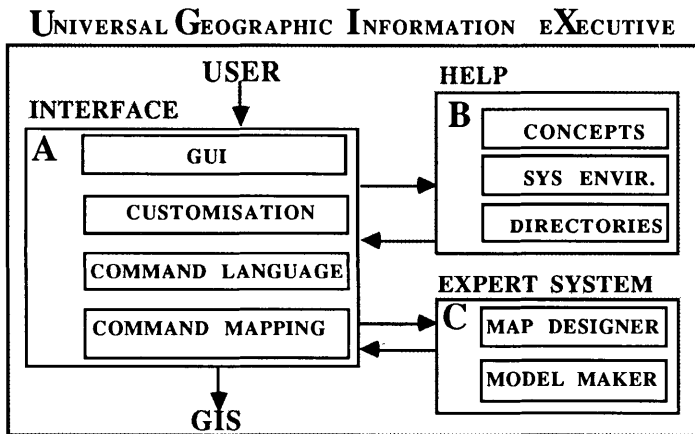 UNIVERSAL GEOGRAPHIC INFORMATION EXECUTIVE
USER
INTERFACE
A
GUI
CUSTOMISATION
COMMAND LANGUAGE
COMMAND MAPPING
GIS
HELP
B
CONCEPTS
SYS ENVIR.
DIRECTORIES
EXPERT SYSTEM
C
MAP DESIGNER
MODEL MAKER